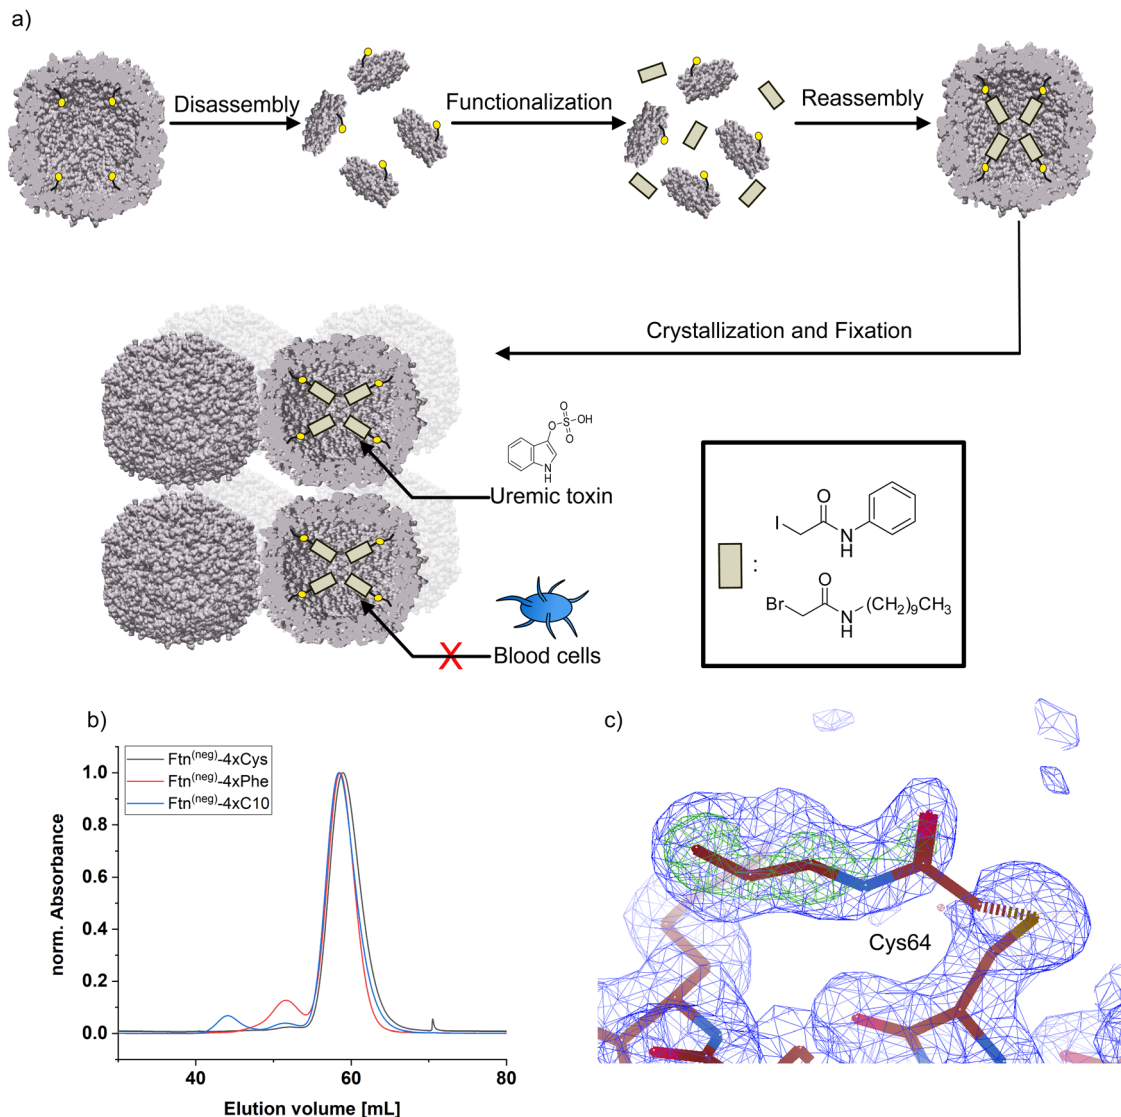 a)
Disassembly
Functionalization
Reassembly
Crystallization and Fixation
O
O
S
OH
O
N
H
Uremic toxin
Blood cells
X
:
O
I
N
H
O
Br
N
(CH2)9CH3
H
b)
Ftn(neg)-4xCys
Ftn(neg)-4xPhe
Ftn(neg)-4xC10
1.0
0.8
0.6
0.4
0.2
0.0
norm. Absorbance
40
60
80
Elution volume [mL]
c)
Cys64